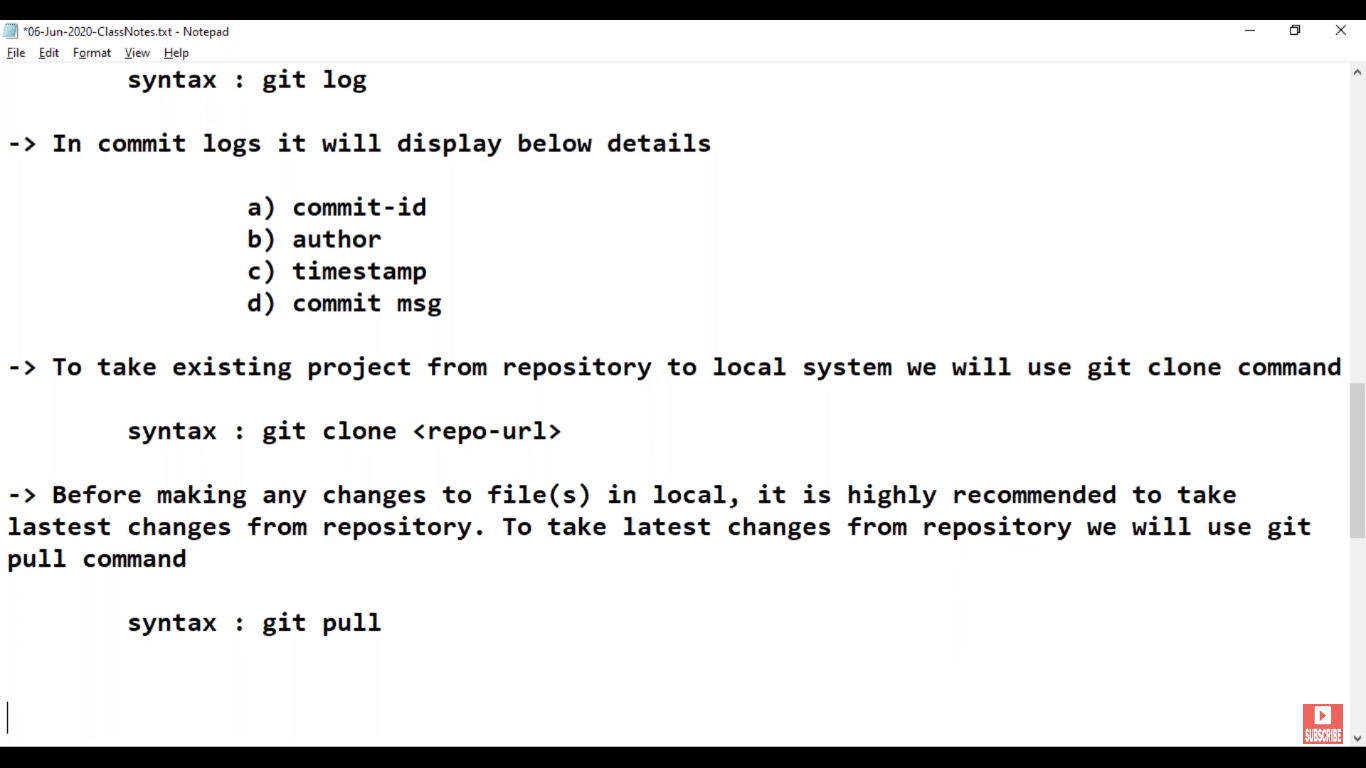 *06-Jun-2020-ClassNotes.txt - Notepad
File Edit Format View Help
syntax : git log
-> In commit logs it will display below details
a) commit-id
b) author
c) timestamp
d) commit msg
-> To take existing project from repository to local system we will use git clone command
syntax : git clone <repo-url>
-> Before making any changes to file(s) in local, it is highly recommended to take
lastest changes from repository. To take latest changes from repository we will use git
pull command
syntax : git pull
SUBSCRIBE